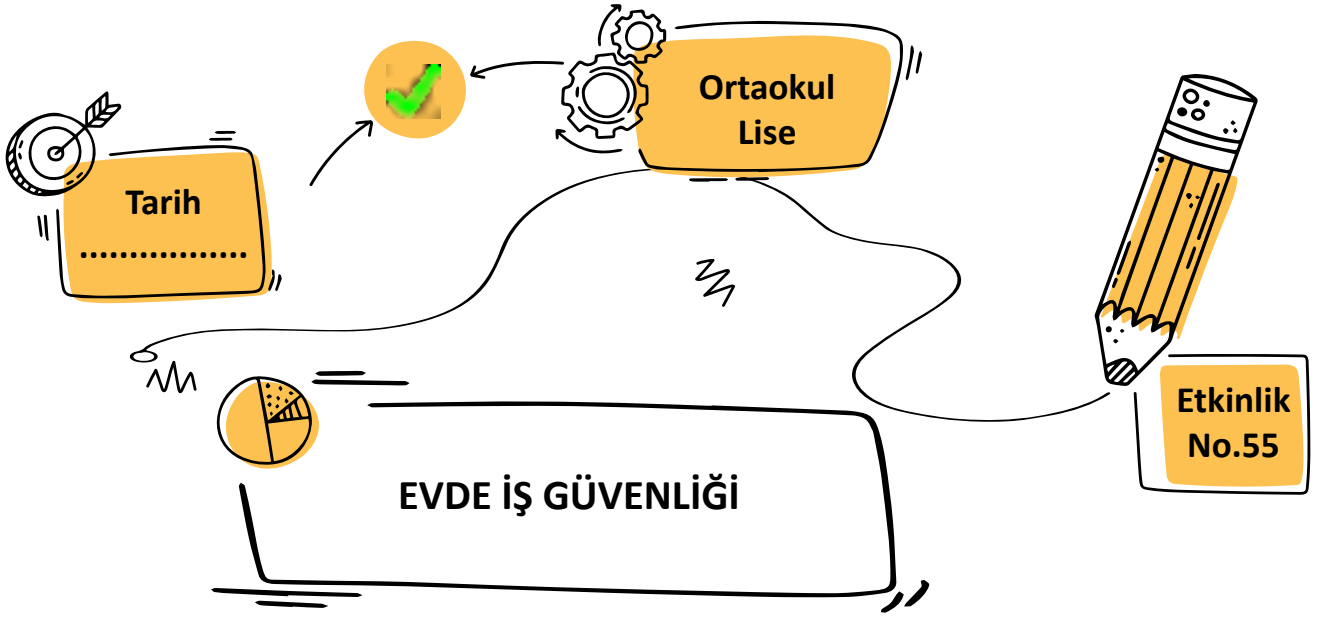 Ortaokul
Lise
Tarih
....................
Etkinlik
No.55
EVDE İŞ GÜVENLİĞİ